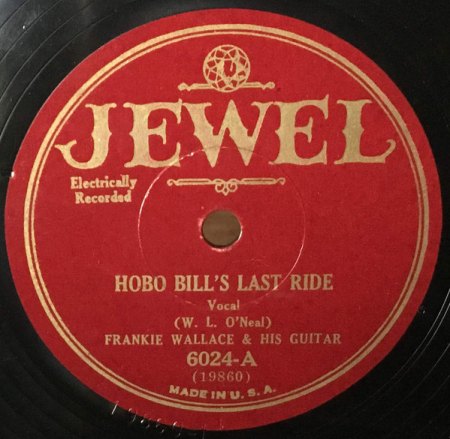 JEWEL
Electrically
Recorded
HOBO BILL'S LAST RIDE
Vocal
(W. L. O'Neal)
FRANKIE WALLACE & HIS GUITAR
6024-A
(19860)
MADE IN U. S. A.